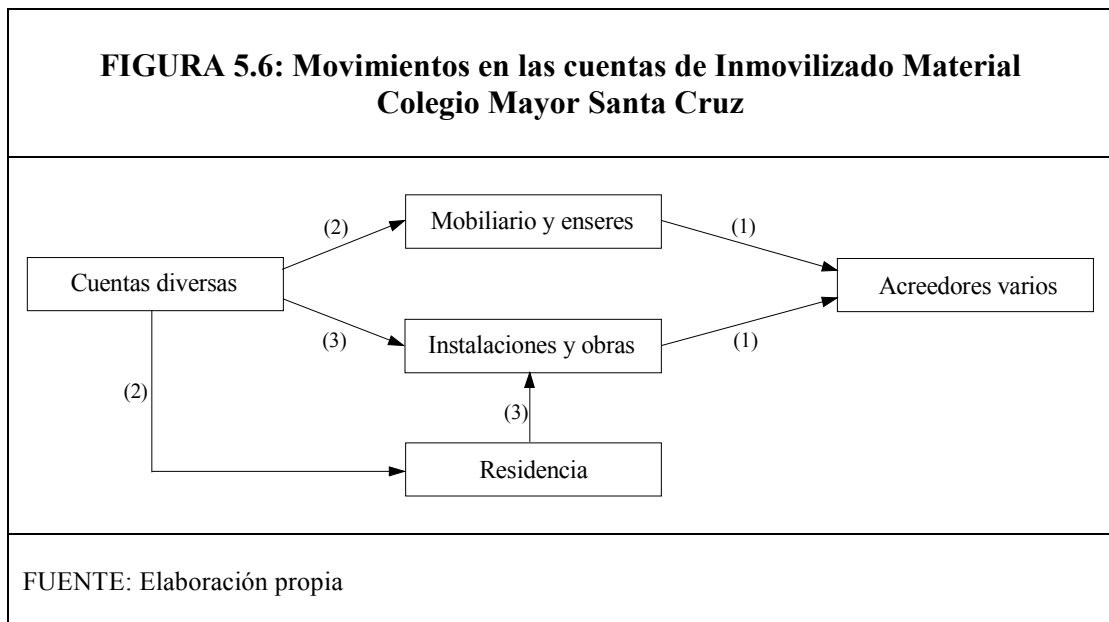 FIGURA 5.6: Movimientos en las cuentas de Inmovilizado Material
Colegio Mayor Santa Cruz
Mobiliario y enseres
(2)
(1)
Cuentas diversas
Acreedores varios
(3)
Instalaciones y obras
(1)
(2)
(3)
Residencia
FUENTE: Elaboración propia